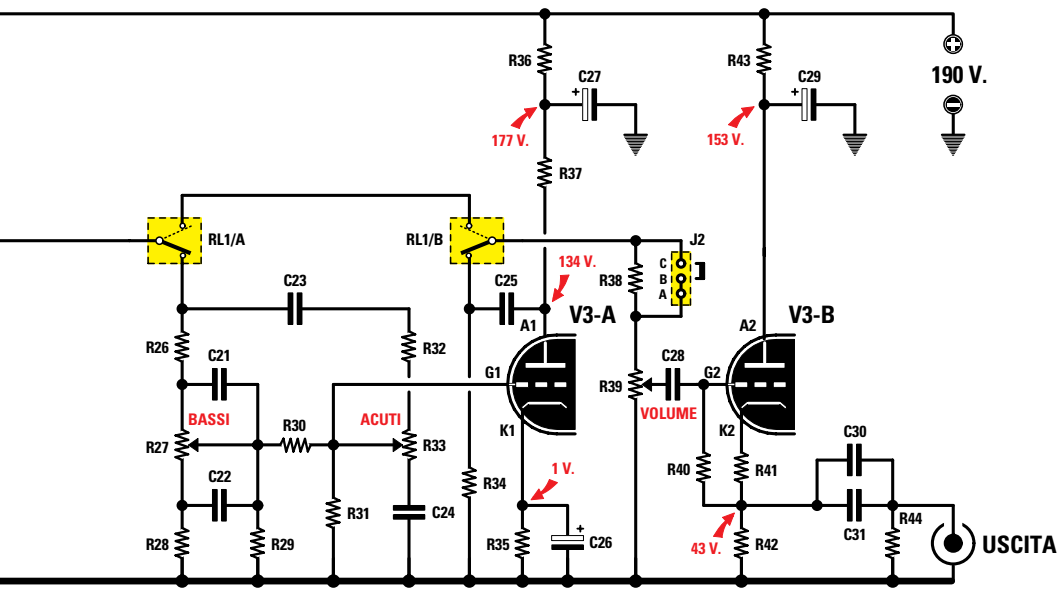 R36
C27
+
177 V.
R37
R43
C29
+
153 V.
190 V.
RL1/A
RL1/B
J2
C
B
A
R38
134 V.
C23
C25
A1
V3-A
A2
V3-B
R26
C21
R32
G1
R39
C28
G2
BASSI
R30
ACUTI
VOLUME
R27
R33
K1
K2
C22
R34
1 V.
R40
R41
C30
R31
C24
+
R28
R29
R35
C26
43 V.
R42
C31
R44
USCITA